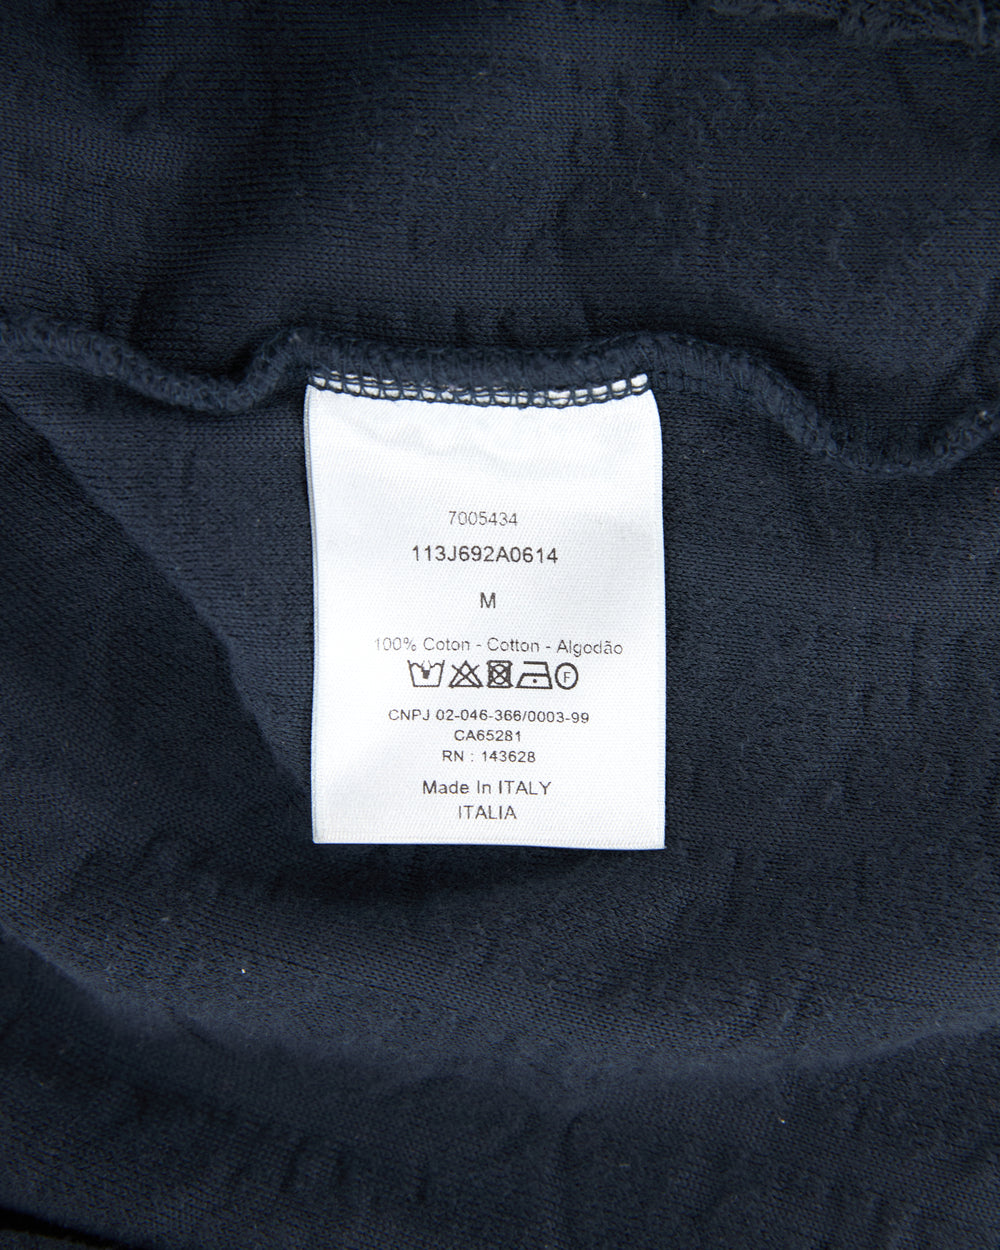 7005434
113J692A0614
M
100% Coton - Cotton - Algodão
F
CNPJ 02-046-366/0003-99
CA65281
RN : 143628
Made In ITALY
ITALIA